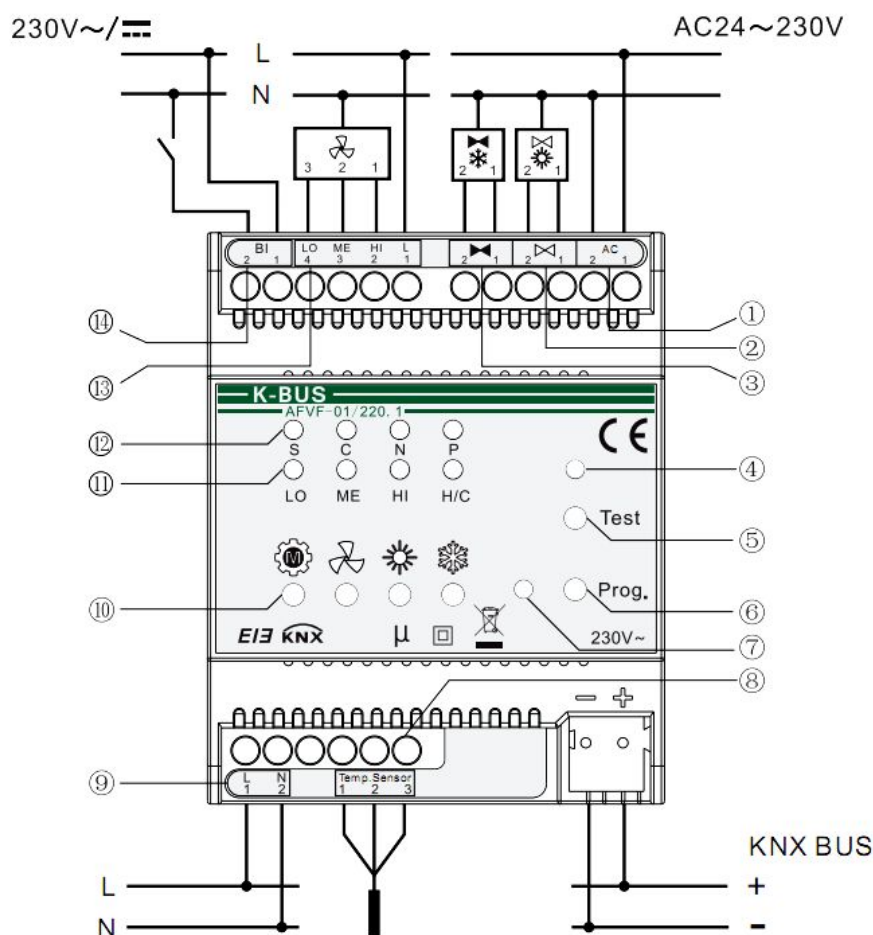 230V～/ AC24～230V
L
N
3 2 1 2 1 2 1
BI LO ME HI L AC
2 1 4 3 2 1 2 1 2 1 2 1
①
⑭ ②
⑬ ③
K-BUS
AFVF-01/220.1
⑫ CE
S C N P
⑪ ④
LO ME HI H/C
Test
⑤
M
⑩ Prog.
⑥
EIB KNX μ 230V~
⑦
⑧
− +
⑨ L N Temp.Sensor
1 2 1 2 3
KNX BUS
L +
N -